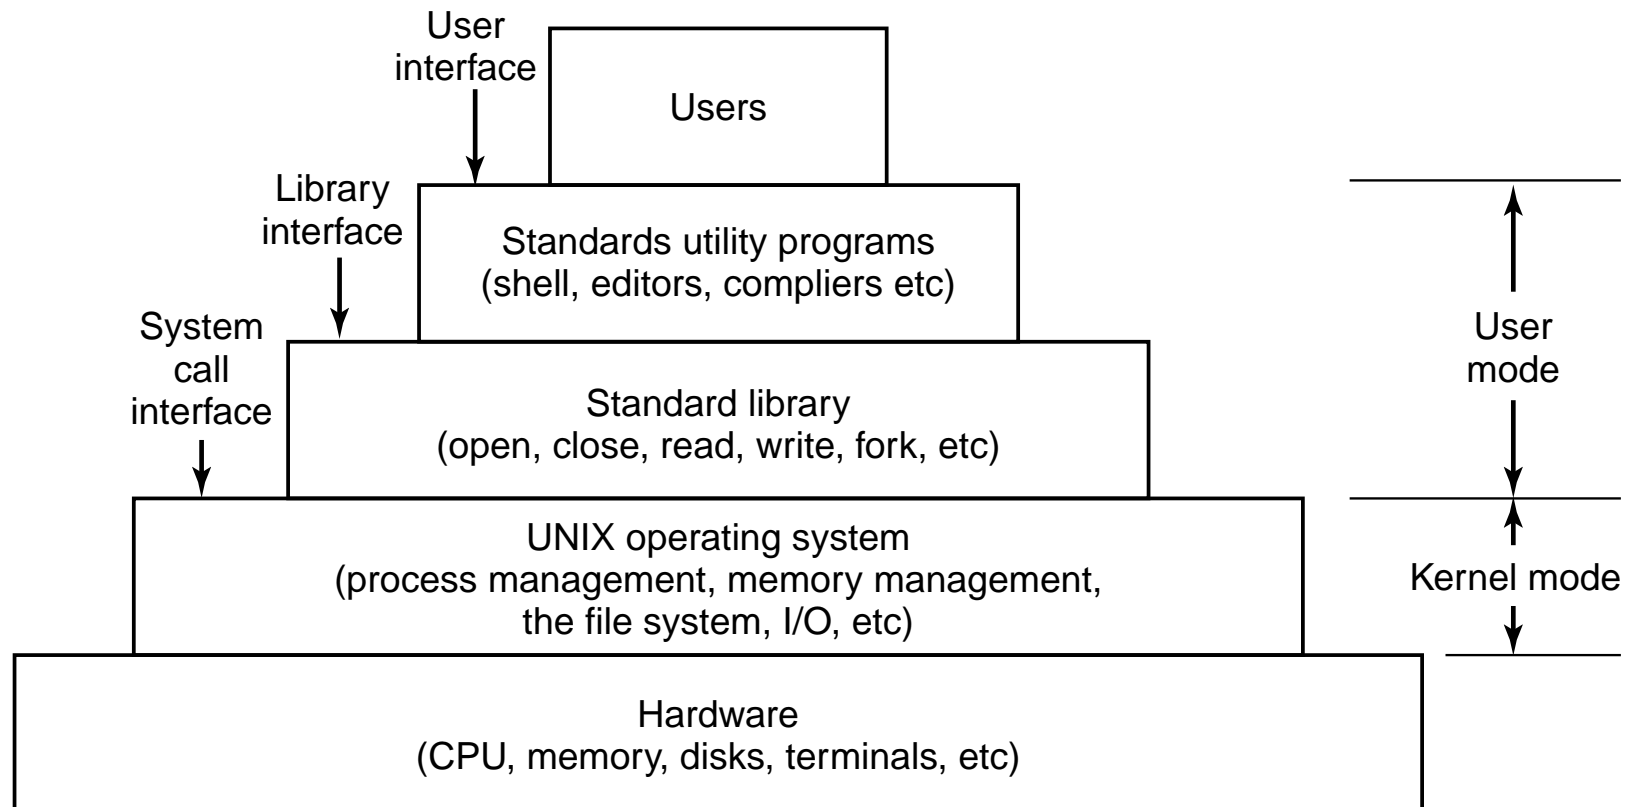 User
interface
Users
Library
interface
Standards utility programs
(shell, editors, compliers etc)
System
call
interface
User
mode
Standard library
(open, close, read, write, fork, etc)
UNIX operating system
(process management, memory management,
the file system, I/O, etc)
Kernel mode
Hardware
(CPU, memory, disks, terminals, etc)